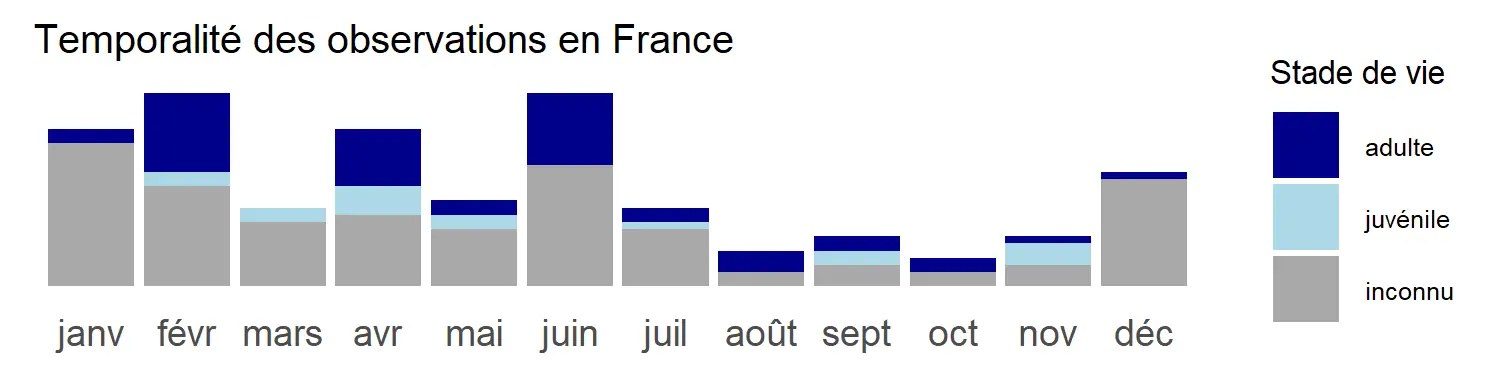 Temporalité des observations en France
Stade de vie
adulte
juvénile
inconnu
janv févr mars avr mai juin juil août sept oct nov déc